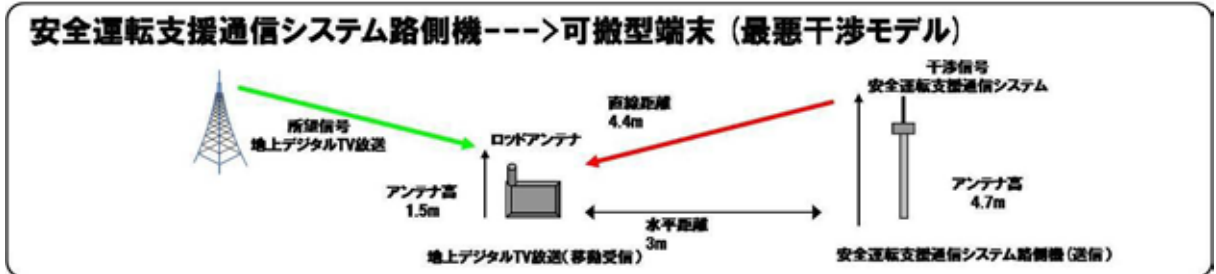 安全運転支援通信システム路側機--->可搬型端末（最悪干渉モデル）
干渉信号
安全運転支援通信システム
直線距離
4.4m
所望信号
地上デジタルTV放送
ロッドアンテナ
アンテナ高
1.5m
アンテナ高
4.7m
水平距離
3m
地上デジタルTV放送（移動受信）
安全運転支援通信システム路側機（送信）